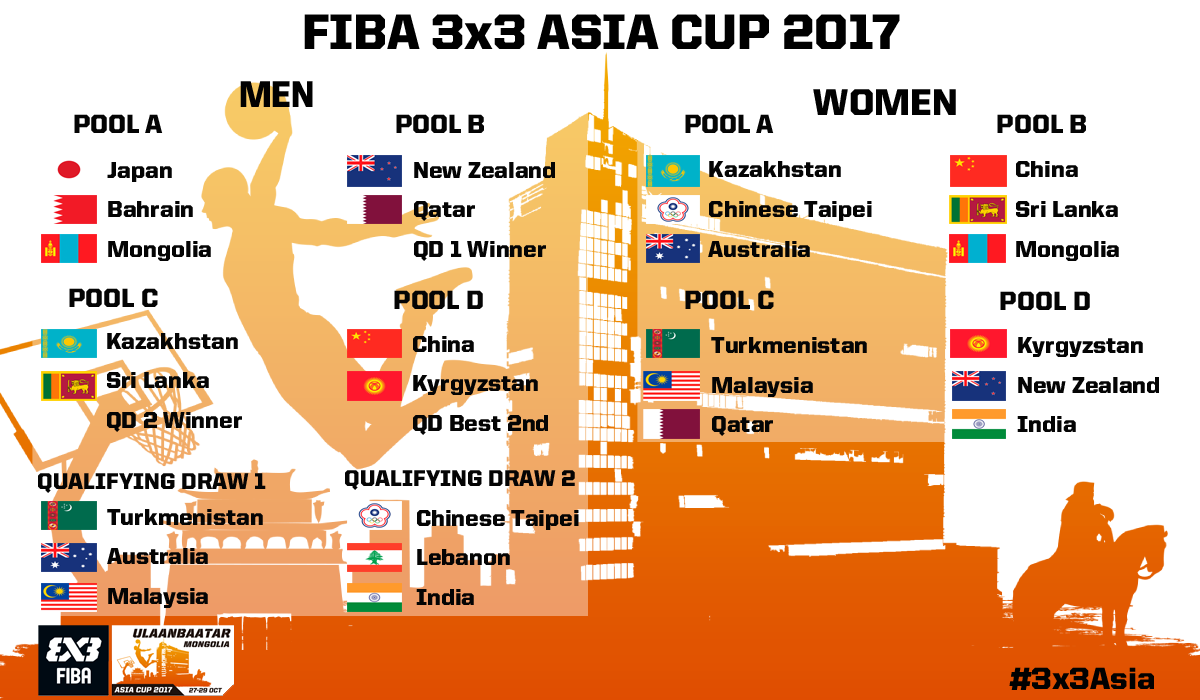 FIBA 3x3 ASIA CUP 2017
MEN
POOL A
Japan
Bahrain
Mongolia
POOL B
New Zealand
Qatar
QD 1 Winner
POOL C
Kazakhstan
Sri Lanka
QD 2 Winner
POOL D
China
Kyrgyzstan
QD Best 2nd
QUALIFYING DRAW 1
Turkmenistan
Australia
Malaysia
QUALIFYING DRAW 2
Chinese Taipei
Lebanon
India
WOMEN
POOL A
Kazakhstan
Chinese Taipei
Australia
POOL B
China
Sri Lanka
Mongolia
POOL C
Turkmenistan
Malaysia
Qatar
POOL D
Kyrgyzstan
New Zealand
India
3X3
FIBA
ULAANBAATAR
MONGOLIA
ASIA CUP 2017
27-29 OCT
#3x3Asia